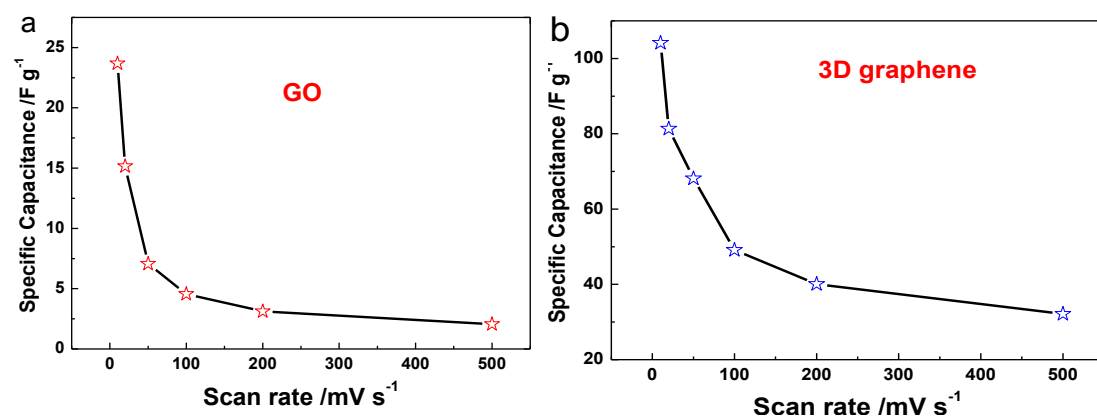 a
25
20
15
10
5
0
Specific Capacitance /F g⁻¹
GO
0 100 200 300 400 500
Scan rate /mV s⁻¹
b
100
80
60
40
20
Specific Capacitance /F g⁻¹
3D graphene
0 100 200 300 400 500
Scan rate /mV s⁻¹